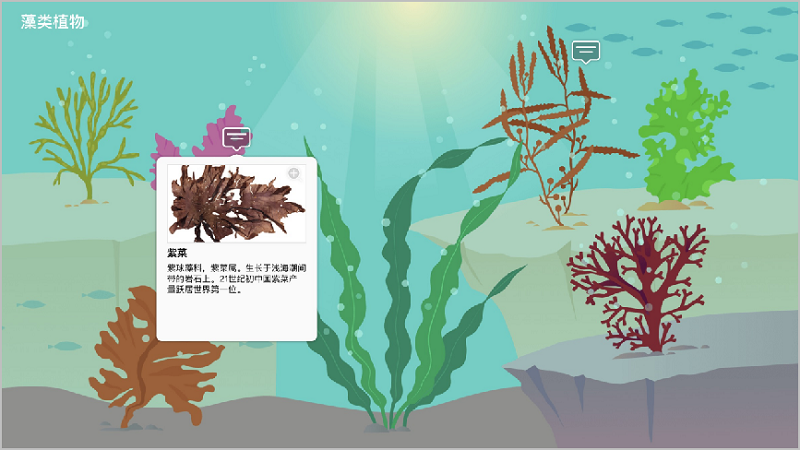 藻类植物
紫菜
紫球藻科，紫菜属。生长于浅海潮间
带的岩石上。21世纪初中国紫菜产
量跃居世界第一位。